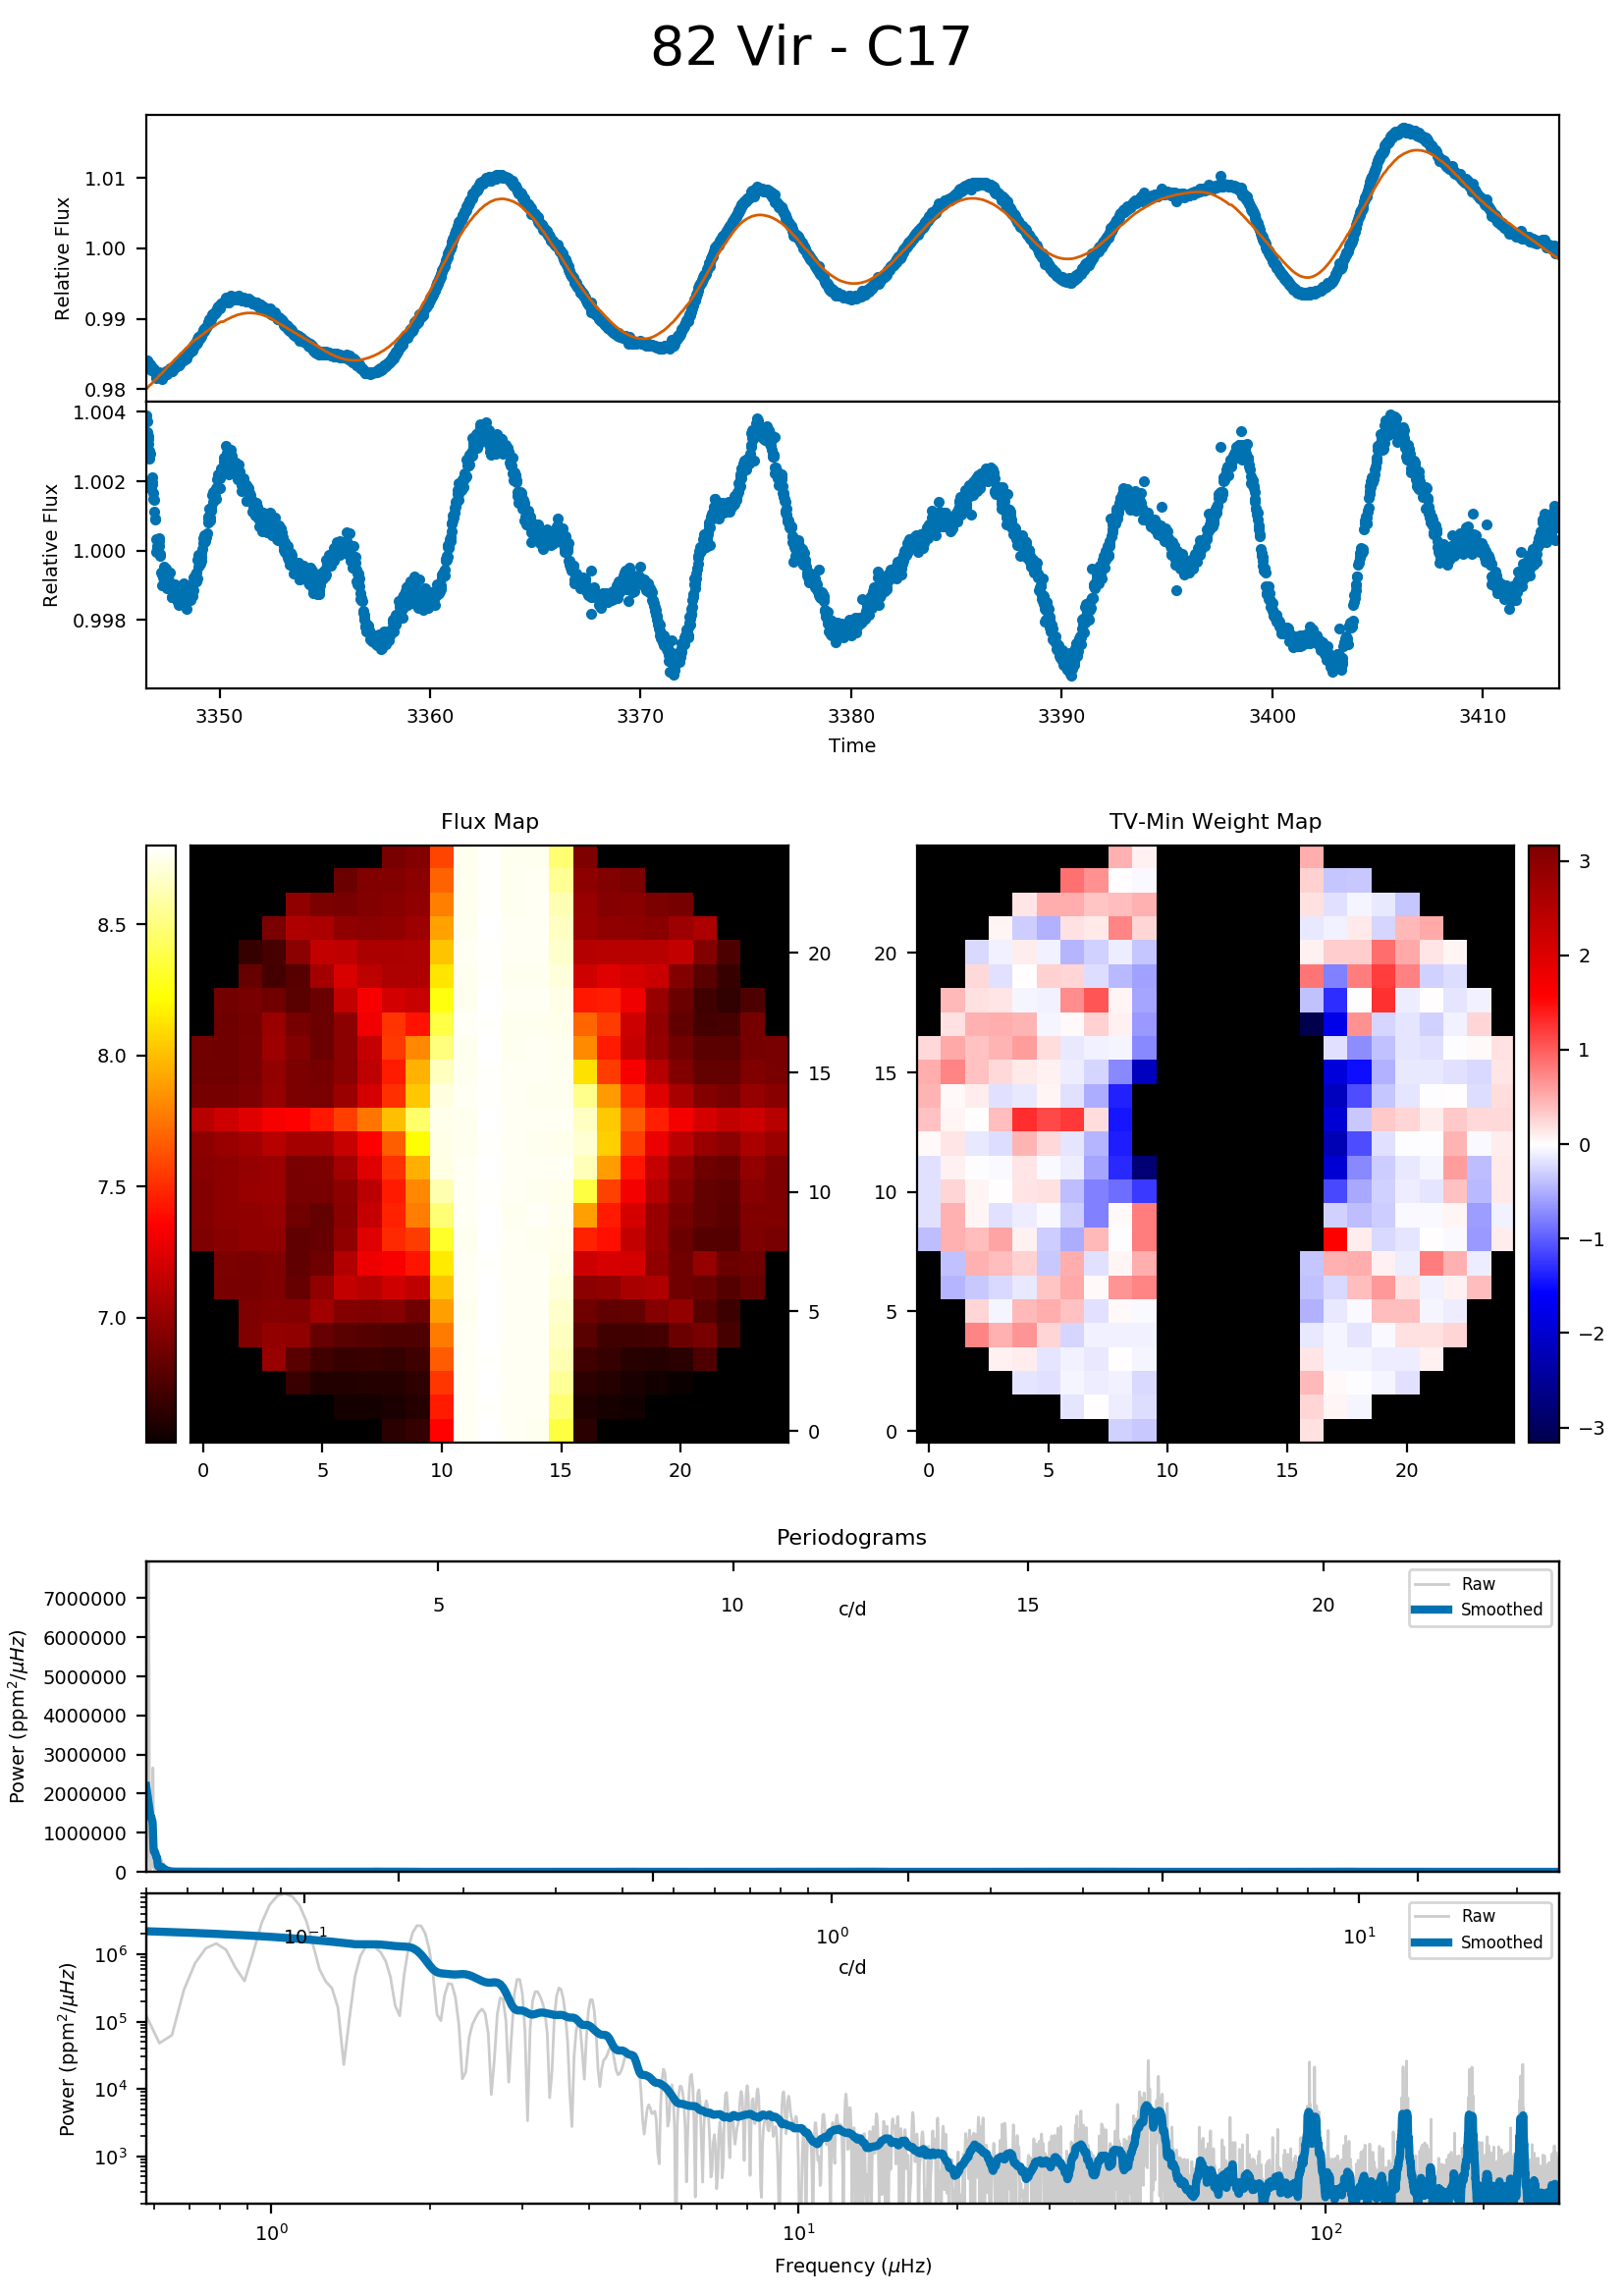 82 Vir - C17
Relative Flux
1.01
1.00
0.99
0.98
Relative Flux
1.004
1.002
1.000
0.998
3350 3360 3370 3380 3390 3400 3410
Time
Flux Map
8.5
8.0
7.5
7.0
20
15
10
5
0
0 5 10 15 20
TV-Min Weight Map
20
15
10
5
0
0 5 10 15 20
3
2
1
0
−1
−2
−3
Periodograms
Power (ppm²/μHz)
7000000
6000000
5000000
4000000
3000000
2000000
1000000
0
5 10 15 20
c/d
Raw
Smoothed
Power (ppm²/μHz)
10⁶
10⁵
10⁴
10³
10⁻¹ 10⁰ 10¹
c/d
Raw
Smoothed
10⁰ 10¹ 10²
Frequency (μHz)